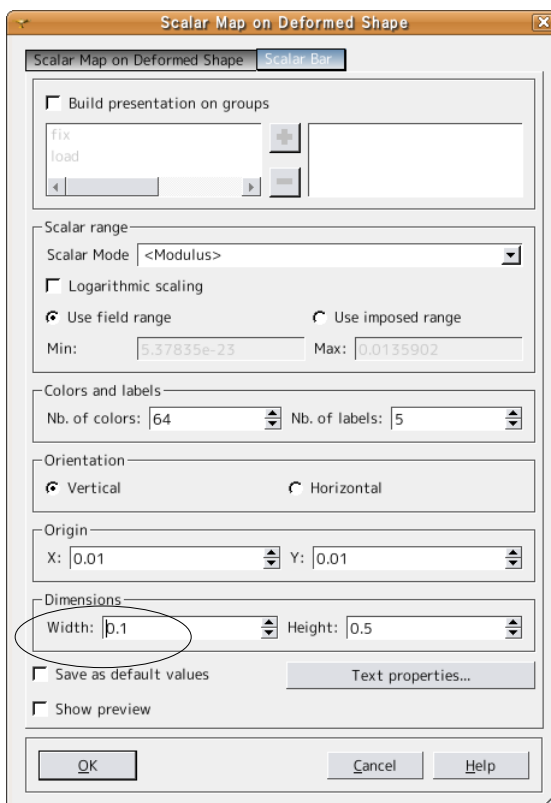 Scalar Map on Deformed Shape
Scalar Map on Deformed Shape Scalar Bar
Build presentation on groups
fix
load
Scalar range
Scalar Mode <Modulus>
Logarithmic scaling
Use field range Use imposed range
Min: 5.37835e-23 Max: 0.0135902
Colors and labels
Nb. of colors: 64 Nb. of labels: 5
Orientation
Vertical Horizontal
Origin
X: 0.01 Y: 0.01
Dimensions
Width: 0.1 Height: 0.5
Save as default values Text properties...
Show preview
OK Cancel Help